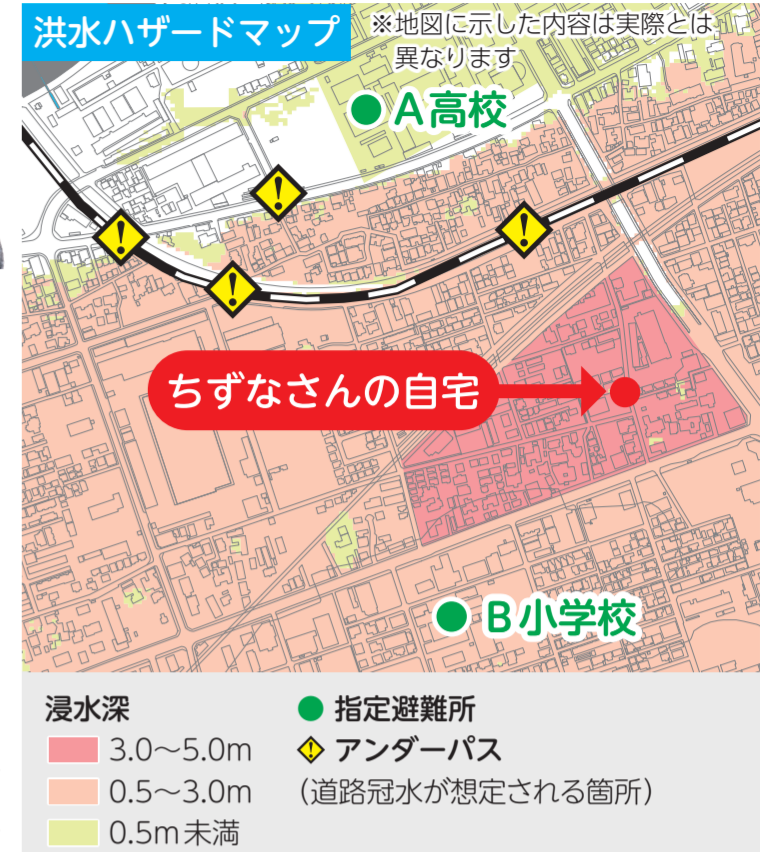 洪水ハザードマップ
※地図に示した内容は実際とは
異なります
A高校
ちずなさんの自宅
B小学校
浸水深
3.0〜5.0m
0.5〜3.0m
0.5m未満
指定避難所
アンダーパス
(道路冠水が想定される箇所)